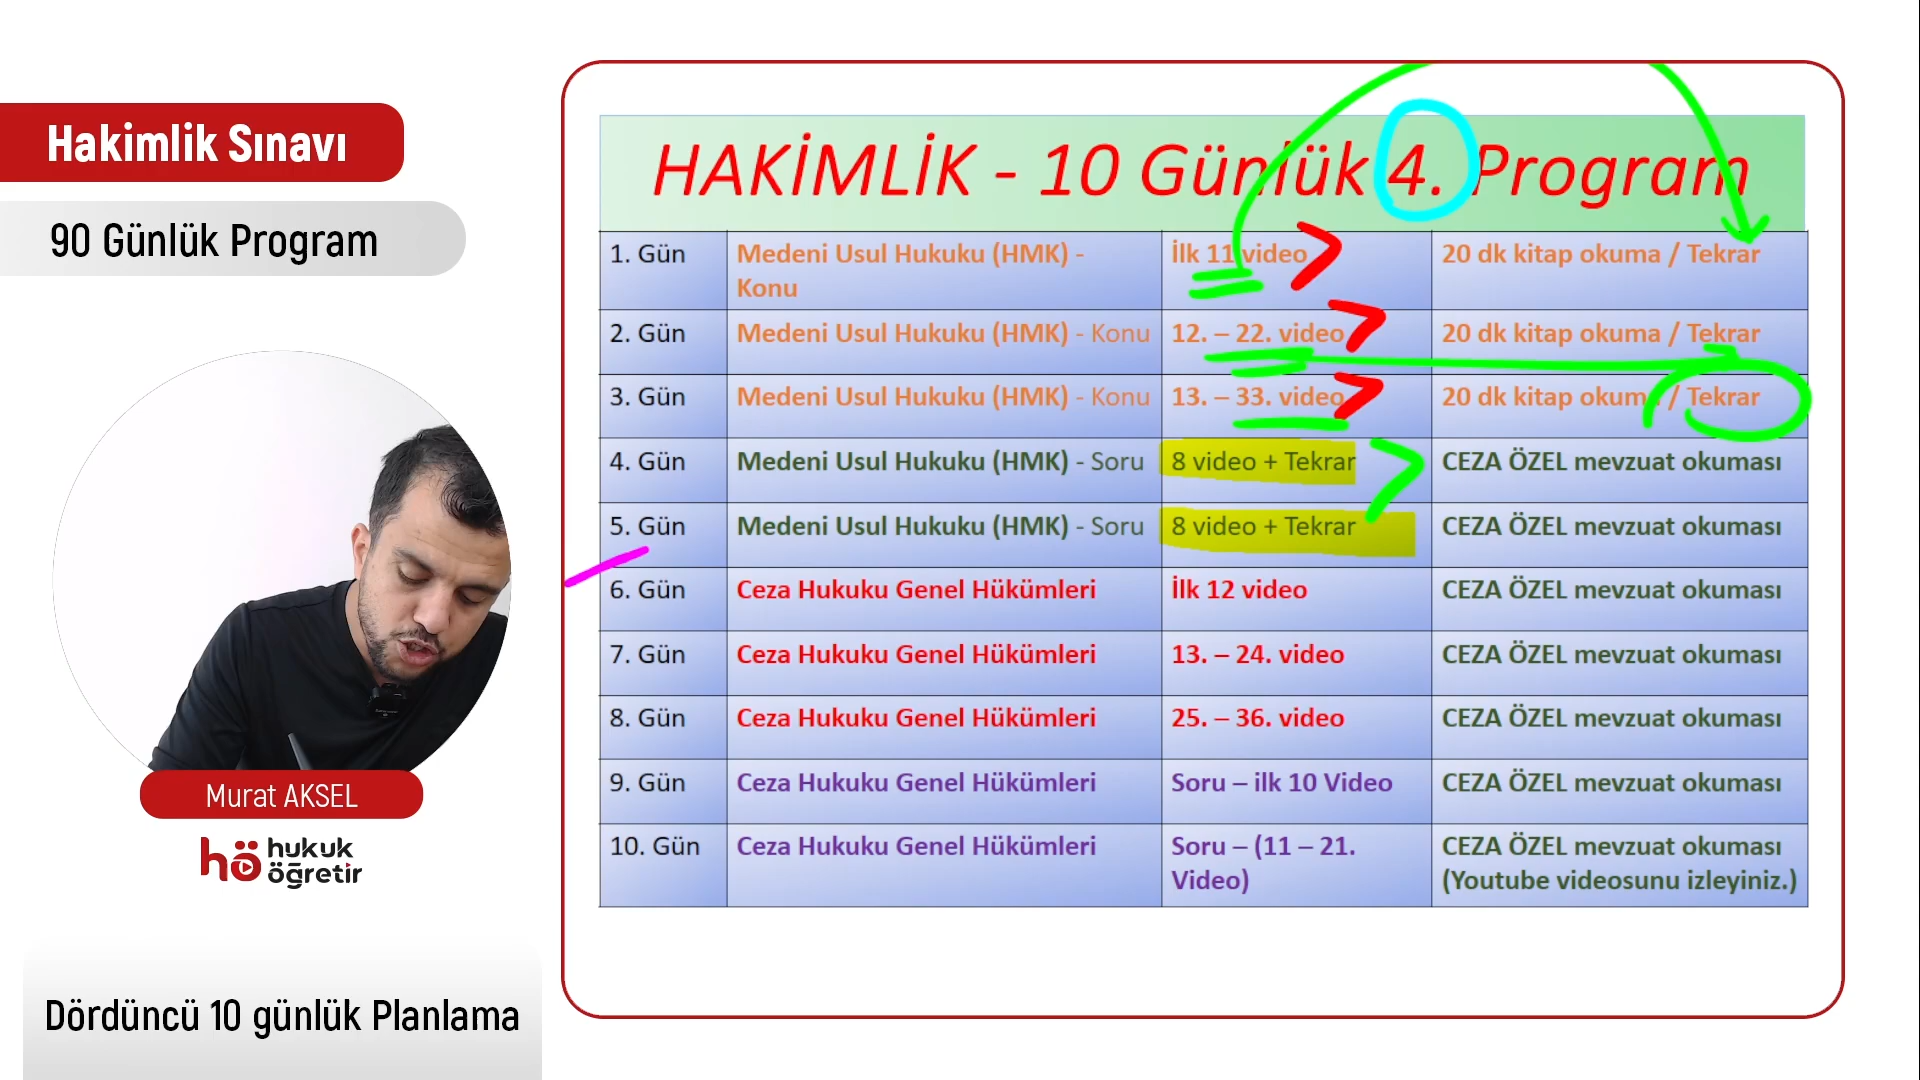 Hakimlik Sınavı
90 Günlük Program
Murat AKSEL
hö hukuk
öğretir
Dördüncü 10 günlük Planlama
HAKİMLİK - 10 Günlük 4. Program
1. Gün Medeni Usul Hukuku (HMK) - İlk 11 video 20 dk kitap okuma / Tekrar
Konu
2. Gün Medeni Usul Hukuku (HMK) - Konu 12. – 22. video 20 dk kitap okuma / Tekrar
3. Gün Medeni Usul Hukuku (HMK) - Konu 13. – 33. video 20 dk kitap okuma / Tekrar
4. Gün Medeni Usul Hukuku (HMK) - Soru 8 video + Tekrar CEZA ÖZEL mevzuat okuması
5. Gün Medeni Usul Hukuku (HMK) - Soru 8 video + Tekrar CEZA ÖZEL mevzuat okuması
6. Gün Ceza Hukuku Genel Hükümleri İlk 12 video CEZA ÖZEL mevzuat okuması
7. Gün Ceza Hukuku Genel Hükümleri 13. – 24. video CEZA ÖZEL mevzuat okuması
8. Gün Ceza Hukuku Genel Hükümleri 25. – 36. video CEZA ÖZEL mevzuat okuması
9. Gün Ceza Hukuku Genel Hükümleri Soru – ilk 10 Video CEZA ÖZEL mevzuat okuması
10. Gün Ceza Hukuku Genel Hükümleri Soru – (11 – 21. CEZA ÖZEL mevzuat okuması
Video) (Youtube videosunu izleyiniz.)